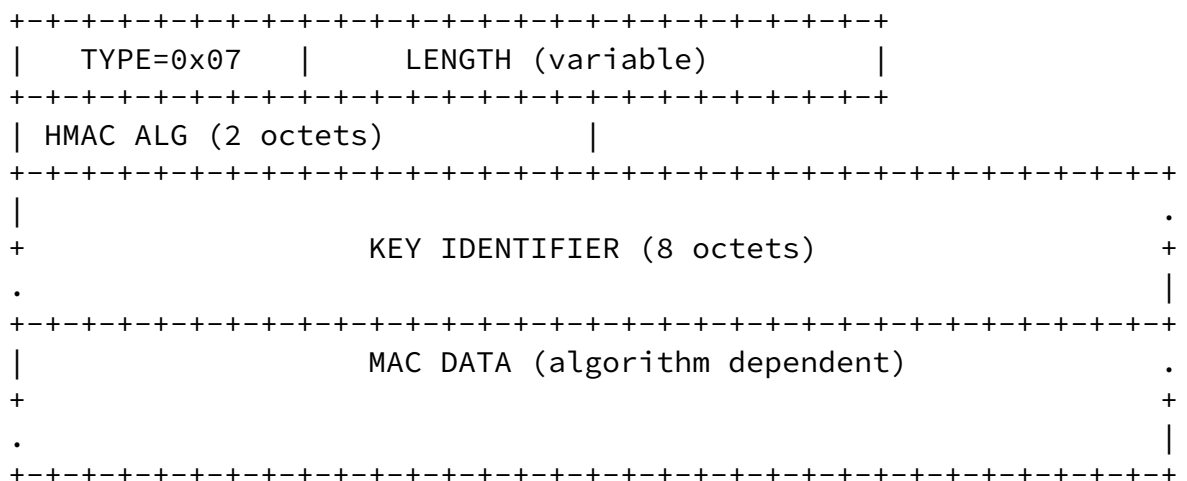 +-+-+-+-+-+-+-+-+-+-+-+-+-+-+-+-+-+-+-+-+-+-+-+-+
|   TYPE=0x07   |     LENGTH (variable)         |
+-+-+-+-+-+-+-+-+-+-+-+-+-+-+-+-+-+-+-+-+-+-+-+-+
| HMAC ALG (2 octets)           |
+-+-+-+-+-+-+-+-+-+-+-+-+-+-+-+-+-+-+-+-+-+-+-+-+-+-+-+-+-+-+-+-+
|                                                               .
+                   KEY IDENTIFIER (8 octets)                   +
.                                                               |
+-+-+-+-+-+-+-+-+-+-+-+-+-+-+-+-+-+-+-+-+-+-+-+-+-+-+-+-+-+-+-+-+
|                   MAC DATA (algorithm dependent)              .
+                                                               +
.                                                               |
+-+-+-+-+-+-+-+-+-+-+-+-+-+-+-+-+-+-+-+-+-+-+-+-+-+-+-+-+-+-+-+-+